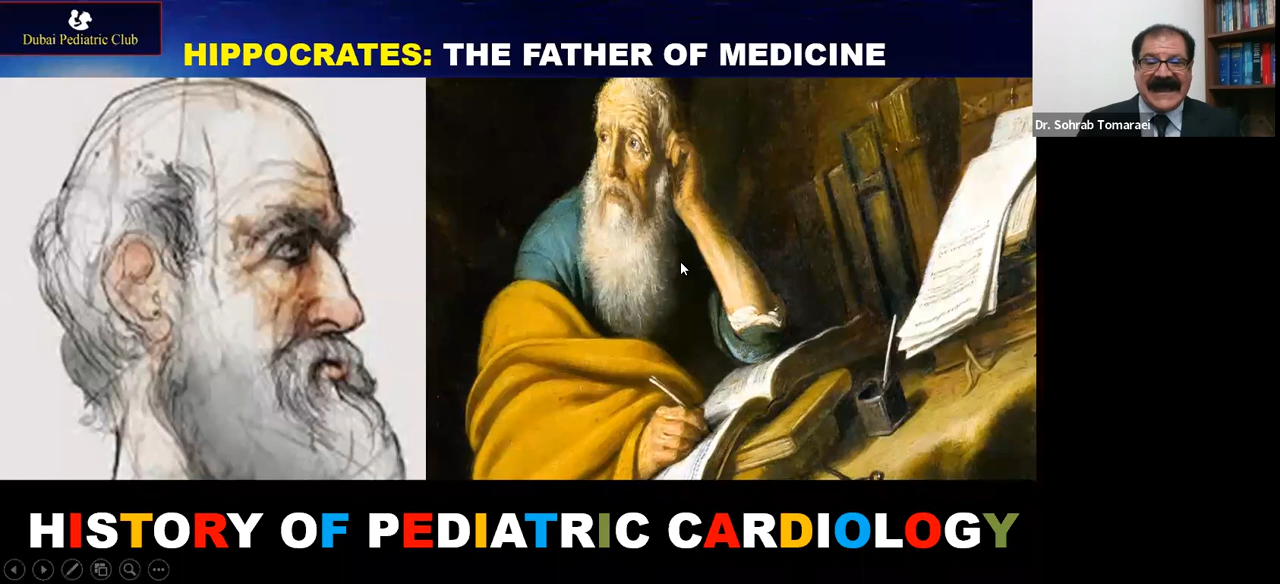 Dubai Pediatric Club
HIPPOCRATES: THE FATHER OF MEDICINE
Dr. Sohrab Tomaraei
HISTORY OF PEDIATRIC CARDIOLOGY